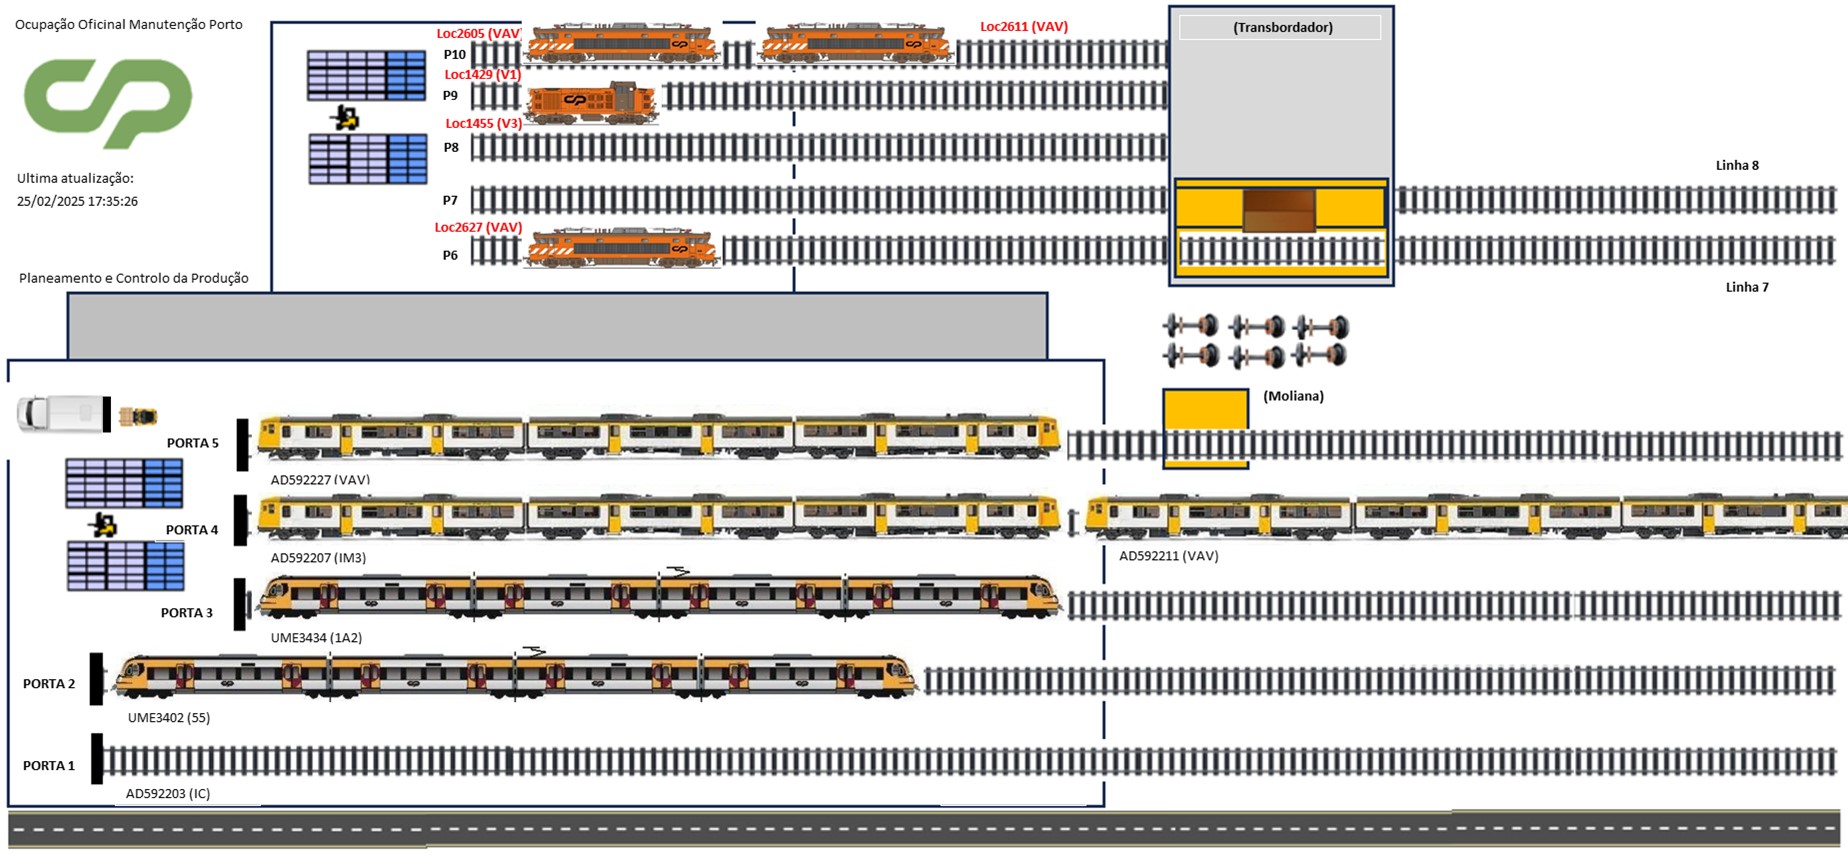 Ocupação Oficinal Manutenção Porto
Loc2605 (VAV)
Loc2611 (VAV)
(Transbordador)
P10
Loc1429 (V1)
P9
Loc1455 (V3)
P8
Ultima atualização:
25/02/2025 17:35:26
P7
Linha 8
Loc2627 (VAV)
P6
Planeamento e Controlo da Produção
Linha 7
(Moliana)
PORTA 5
AD592227 (VAV)
PORTA 4
AD592207 (IM3)
AD592211 (VAV)
PORTA 3
UME3434 (1A2)
PORTA 2
UME3402 (55)
PORTA 1
AD592203 (IC)